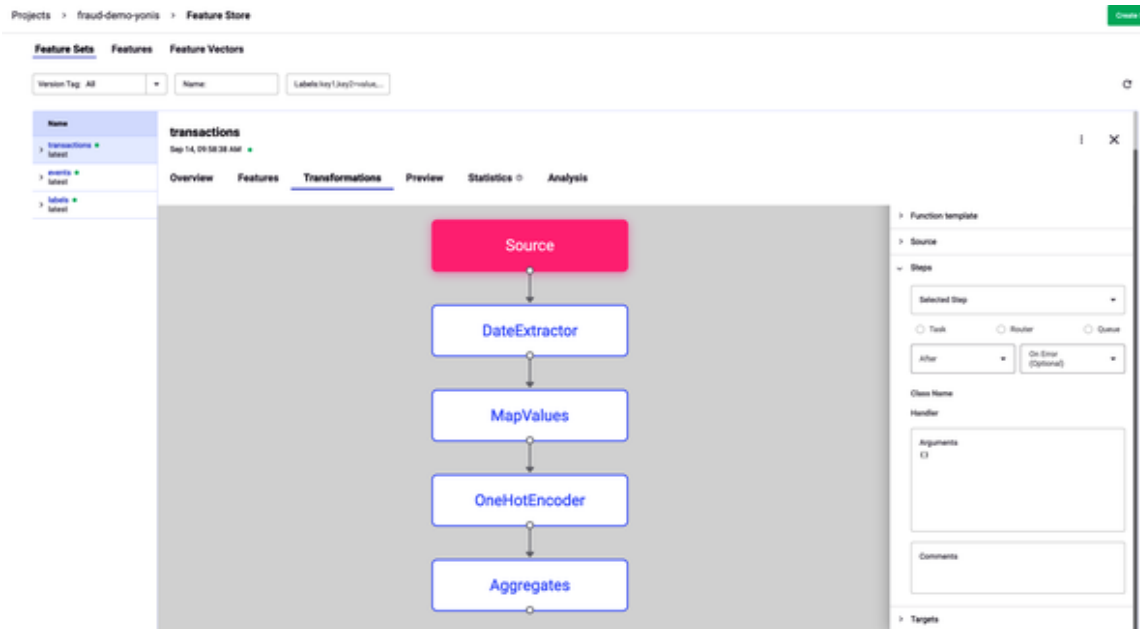 Projects > fraud-demo-yonis > Feature Store
Create
Feature Sets Features Feature Vectors
Version Tag: All
Name:
Labels:key1,key2=value,...
Name
transactions
latest
events
latest
labels
latest
transactions
Sep 14, 09:58:38 AM
Overview Features Transformations Preview Statistics Analysis
Source
DateExtractor
MapValues
OneHotEncoder
Aggregates
Function template
Source
Steps
Selected Step
Task Router Queue
After
On Error
(Optional)
Class Name
Handler
Arguments
{}
Comments
Targets